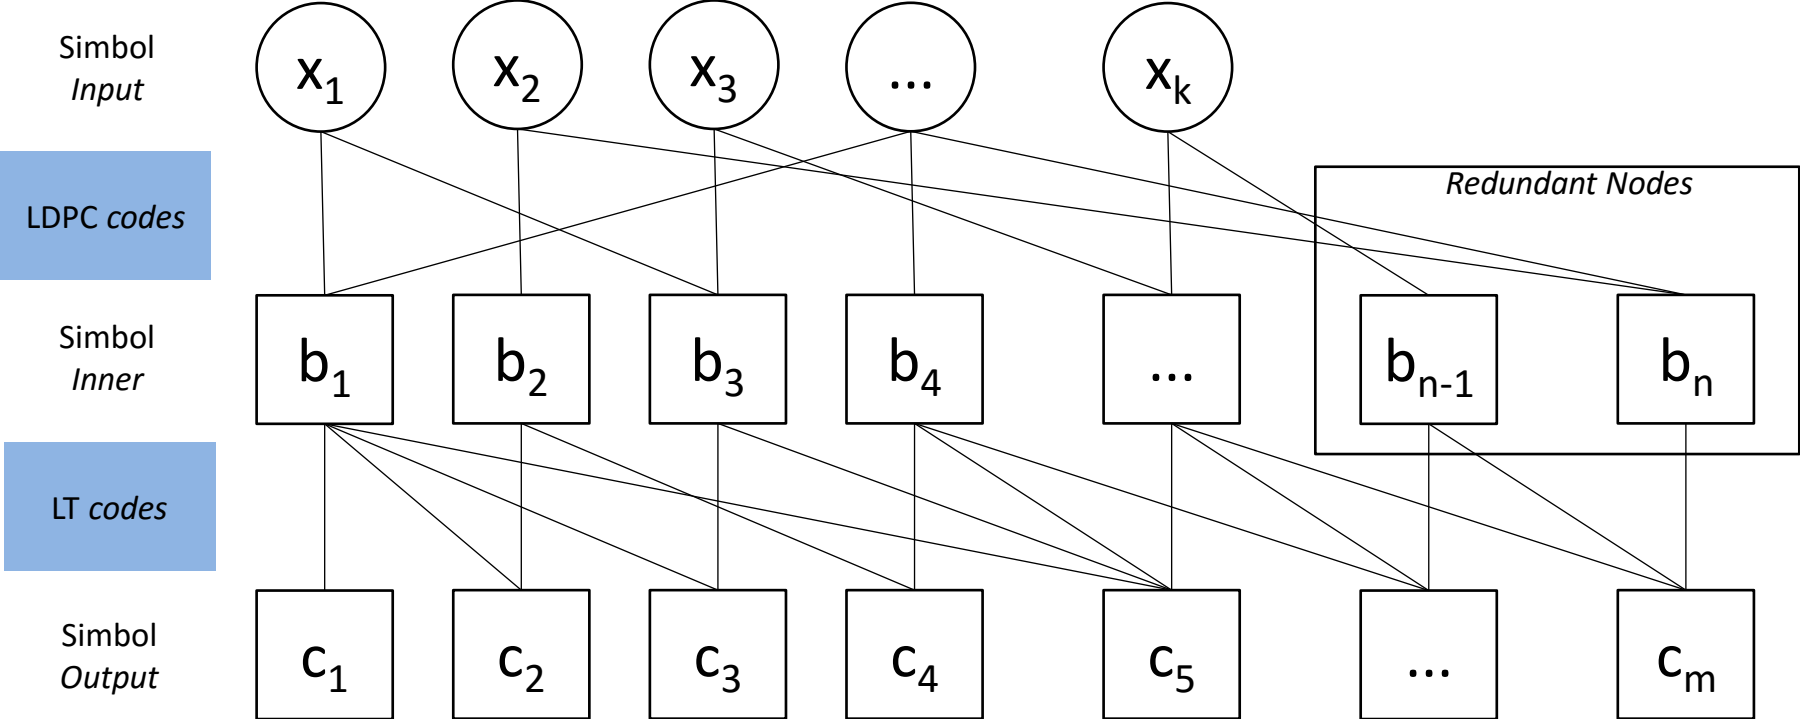 Simbol
Input
x₁ x₂ x₃ ... xₖ
LDPC codes
Redundant Nodes
Simbol
Inner
b₁ b₂ b₃ b₄ ... bₙ₋₁ bₙ
LT codes
Simbol
Output
c₁ c₂ c₃ c₄ c₅ ... cₘ